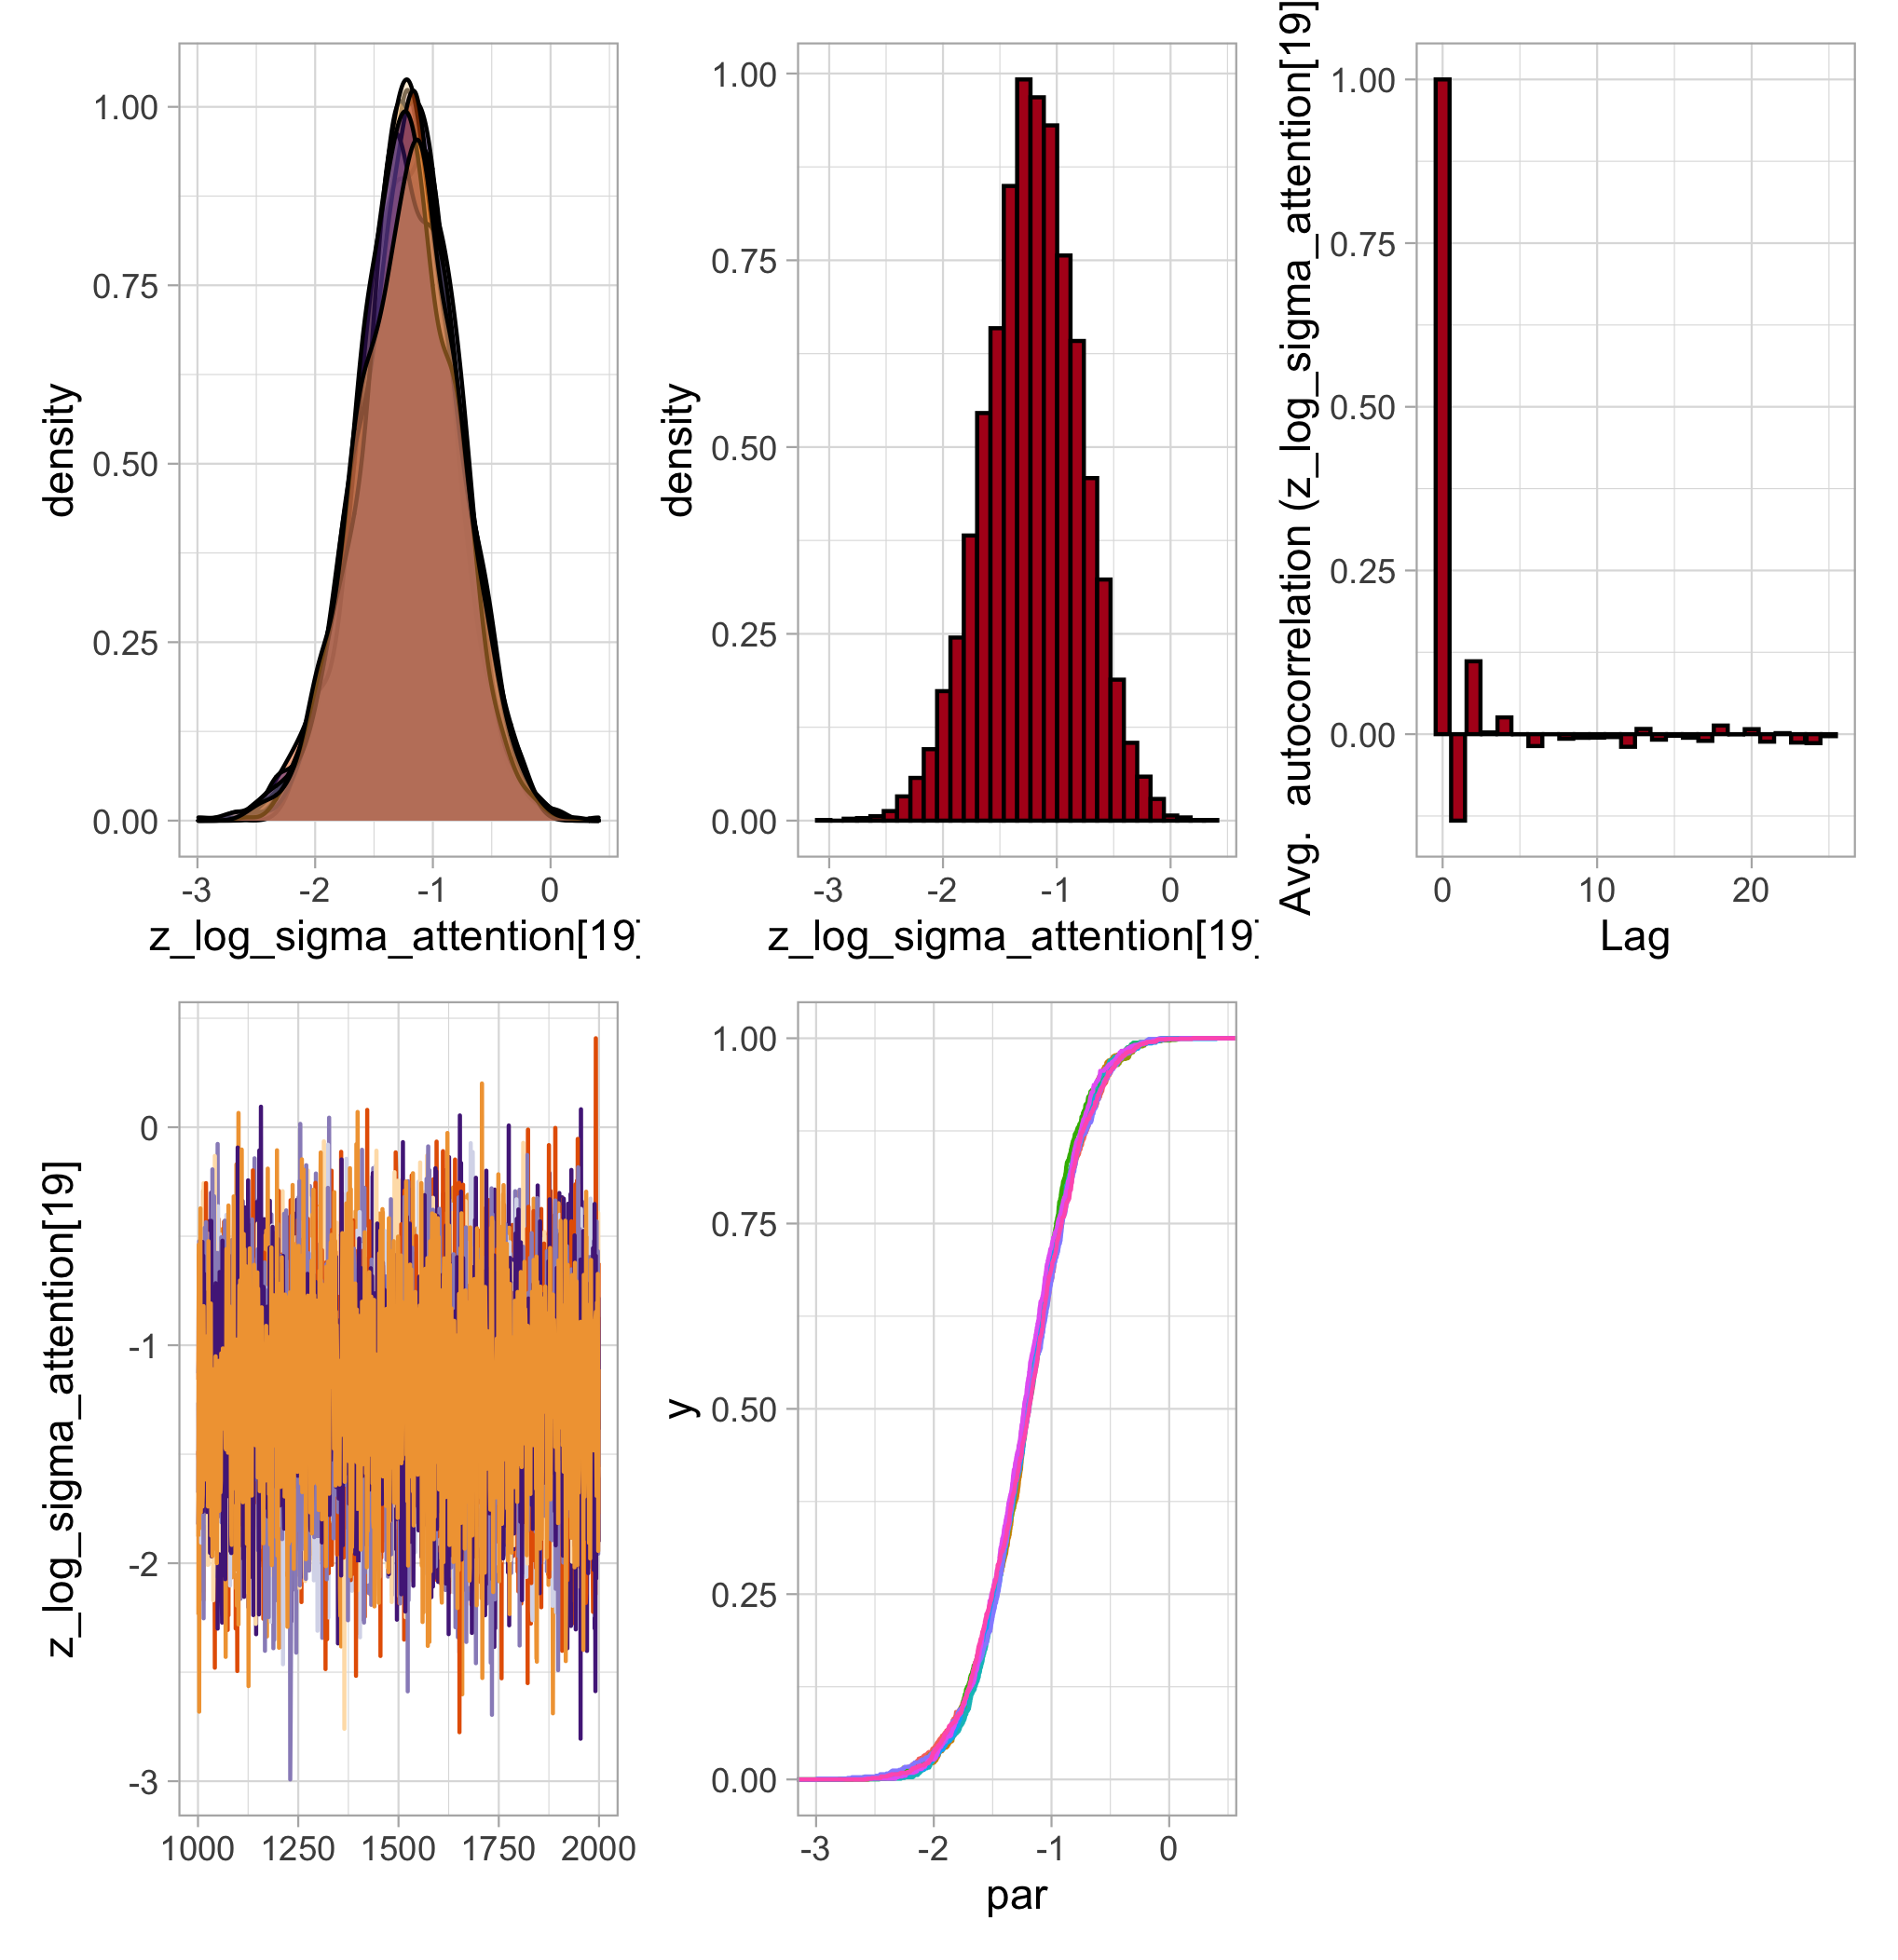 1.00
0.75
0.50
0.25
0.00
density
-3 -2 -1 0
z_log_sigma_attention[19]
1.00
0.75
0.50
0.25
0.00
density
-3 -2 -1 0
z_log_sigma_attention[19]
1.00
0.75
0.50
0.25
0.00
Avg. autocorrelation (z_log_sigma_attention[19]
0 10 20
Lag
0
-1
-2
-3
z_log_sigma_attention[19]
1000 1250 1500 1750 2000
1.00
0.75
0.50
0.25
0.00
y
-3 -2 -1 0
par